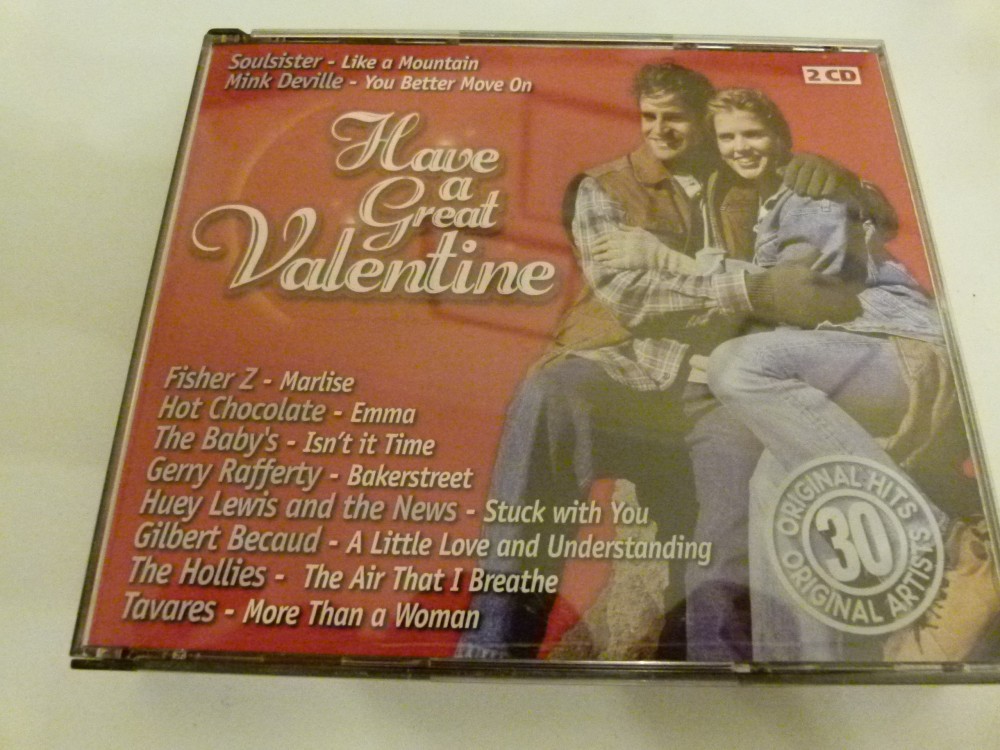 Soulsister - Like a Mountain
Mink Deville - You Better Move On
2 CD
Have
a
Great
Valentine
Fisher Z - Marlise
Hot Chocolate - Emma
The Baby's - Isn't it Time
Gerry Rafferty - Bakerstreet
Huey Lewis and the News - Stuck with You
Gilbert Becaud - A Little Love and Understanding
The Hollies - The Air That I Breathe
Tavares - More Than a Woman
ORIGINAL HITS
30
ORIGINAL ARTISTS